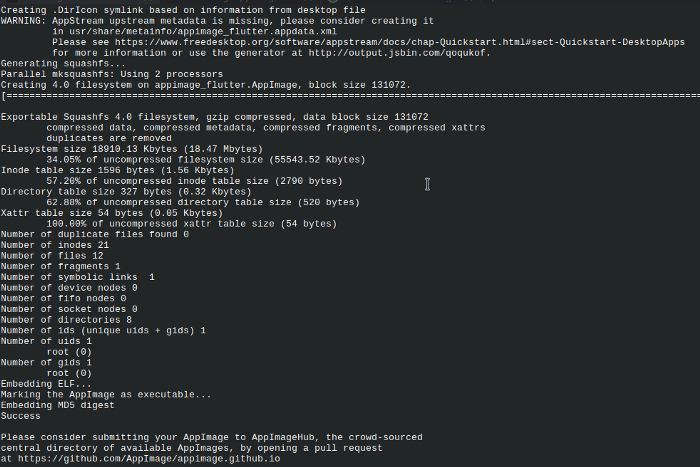 Creating .DirIcon symlink based on information from desktop file
WARNING: AppStream upstream metadata is missing, please consider creating it
         in usr/share/metainfo/appimage_flutter.appdata.xml
         Please see https://www.freedesktop.org/software/appstream/docs/chap-Quickstart.html#sect-Quickstart-DesktopApps
         for more information or use the generator at http://output.jsbin.com/qoqukof.
Generating squashfs...
Parallel mksquashfs: Using 2 processors
Creating 4.0 filesystem on appimage_flutter.AppImage, block size 131072.
[=====================================================================================================================
Exportable Squashfs 4.0 filesystem, gzip compressed, data block size 131072
        compressed data, compressed metadata, compressed fragments, compressed xattrs
        duplicates are removed
Filesystem size 18910.13 Kbytes (18.47 Mbytes)
        34.05% of uncompressed filesystem size (55543.52 Kbytes)
Inode table size 1596 bytes (1.56 Kbytes)
        57.20% of uncompressed inode table size (2790 bytes)
Directory table size 327 bytes (0.32 Kbytes)
        62.88% of uncompressed directory table size (520 bytes)
Xattr table size 54 bytes (0.05 Kbytes)
        100.00% of uncompressed xattr table size (54 bytes)
Number of duplicate files found 0
Number of inodes 21
Number of files 12
Number of fragments 1
Number of symbolic links  1
Number of device nodes 0
Number of fifo nodes 0
Number of socket nodes 0
Number of directories 8
Number of ids (unique uids + gids) 1
Number of uids 1
        root (0)
Number of gids 1
        root (0)
Embedding ELF...
Marking the AppImage as executable...
Embedding MD5 digest
Success
Please consider submitting your AppImage to AppImageHub, the crowd-sourced
central directory of available AppImages, by opening a pull request
at https://github.com/AppImage/appimage.github.io